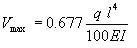 V_max = 0.677 q l^4 / 100EI